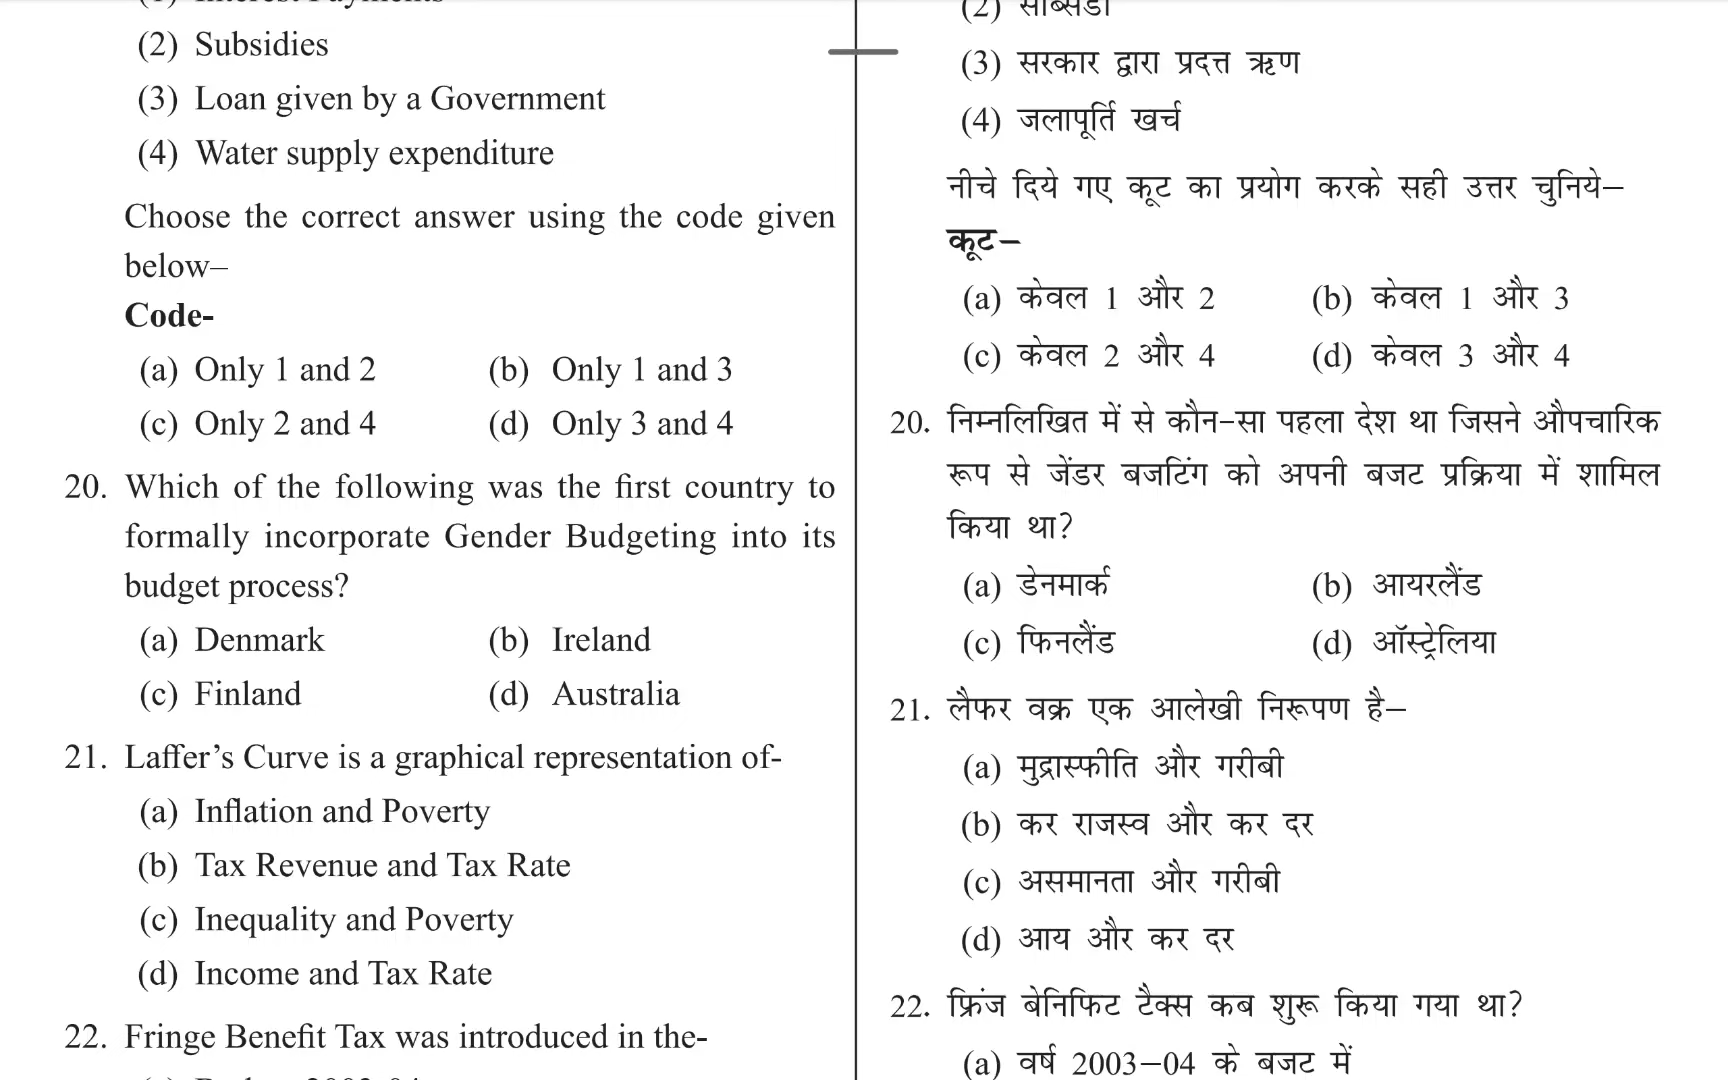 (2) Subsidies
(3) Loan given by a Government
(4) Water supply expenditure
Choose the correct answer using the code given
below–
Code-
(a) Only 1 and 2 (b) Only 1 and 3
(c) Only 2 and 4 (d) Only 3 and 4
20. Which of the following was the first country to
formally incorporate Gender Budgeting into its
budget process?
(a) Denmark (b) Ireland
(c) Finland (d) Australia
21. Laffer’s Curve is a graphical representation of-
(a) Inflation and Poverty
(b) Tax Revenue and Tax Rate
(c) Inequality and Poverty
(d) Income and Tax Rate
22. Fringe Benefit Tax was introduced in the-
(3) सरकार द्वारा प्रदत्त ऋण
(4) जलापूर्ति खर्च
नीचे दिये गए कूट का प्रयोग करके सही उत्तर चुनिये–
कूट–
(a) केवल 1 और 2 (b) केवल 1 और 3
(c) केवल 2 और 4 (d) केवल 3 और 4
20. निम्नलिखित में से कौन-सा पहला देश था जिसने औपचारिक
रूप से जेंडर बजटिंग को अपनी बजट प्रक्रिया में शामिल
किया था?
(a) डेनमार्क (b) आयरलैंड
(c) फिनलैंड (d) ऑस्ट्रेलिया
21. लैफर वक्र एक आलेखी निरूपण है–
(a) मुद्रास्फीति और गरीबी
(b) कर राजस्व और कर दर
(c) असमानता और गरीबी
(d) आय और कर दर
22. फ्रिंज बेनिफिट टैक्स कब शुरू किया गया था?
(a) वर्ष 2003–04 के बजट में